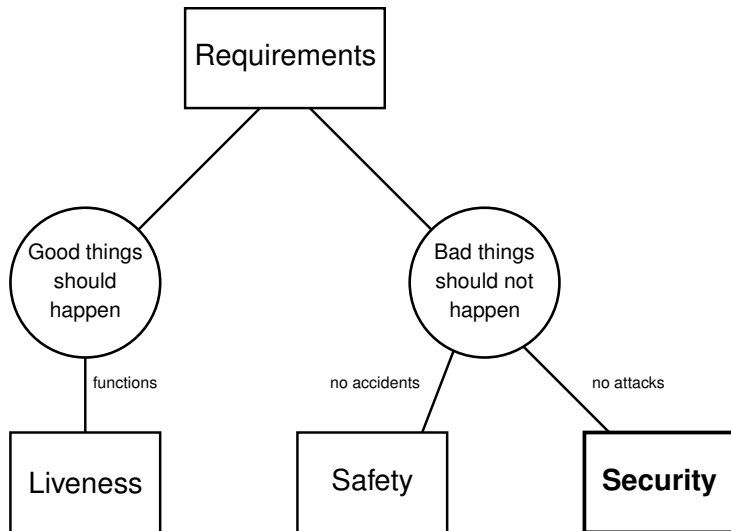 Requirements
Good things
should
happen
Bad things
should not
happen
functions
no accidents
no attacks
Liveness
Safety
Security